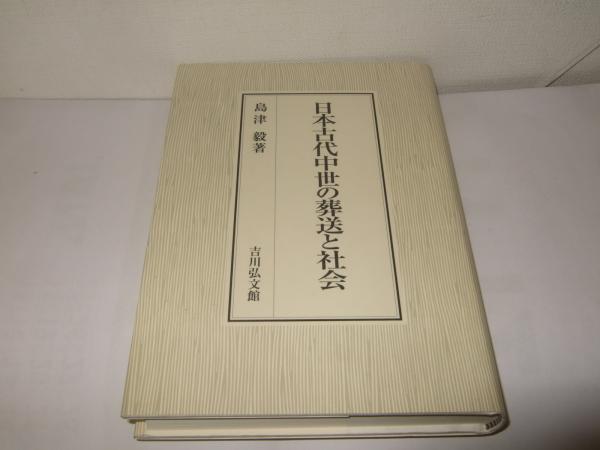 日本古代中世の葬送と社会
島津 毅著
吉川弘文館